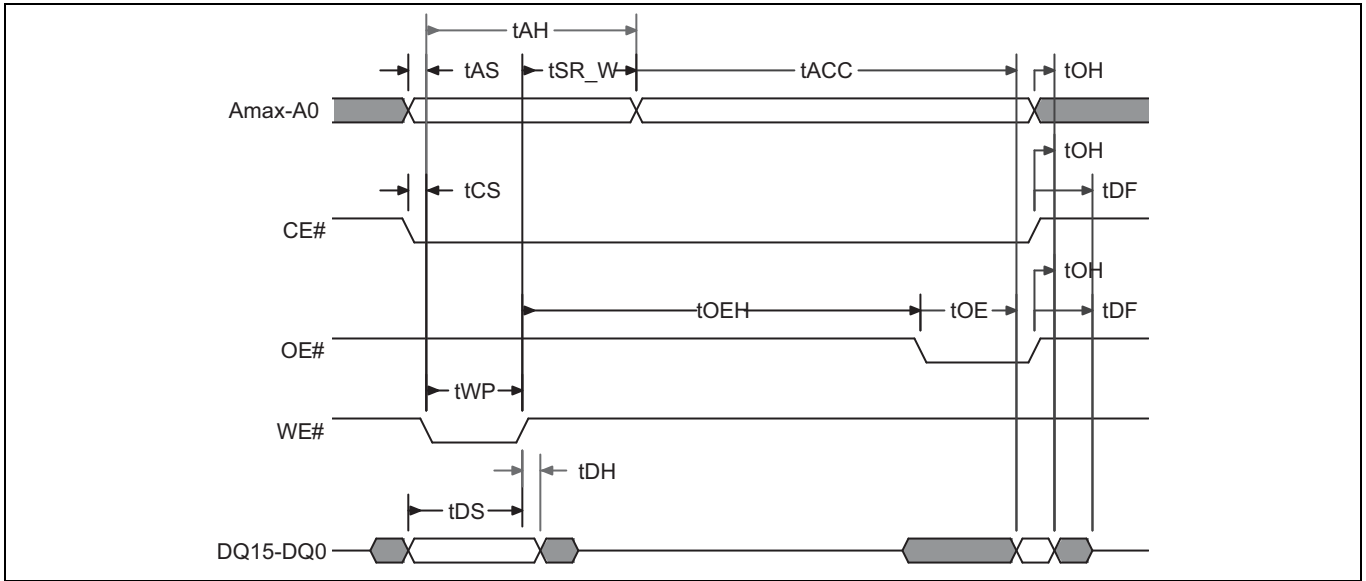 tAH
tAS
tSR_W
tACC
tOH
Amax-A0
tOH
tCS
tDF
CE#
tOH
tOEH
tOE
tDF
OE#
tWP
WE#
tDH
tDS
DQ15-DQ0